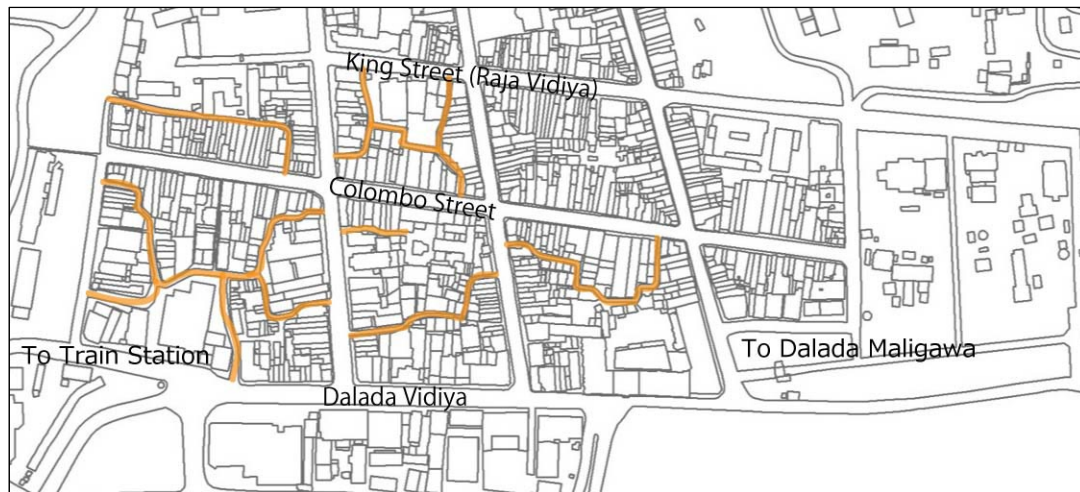 King Street (Raja Vidiya)
Colombo Street
To Train Station
To Dalada Maligawa
Dalada Vidiya